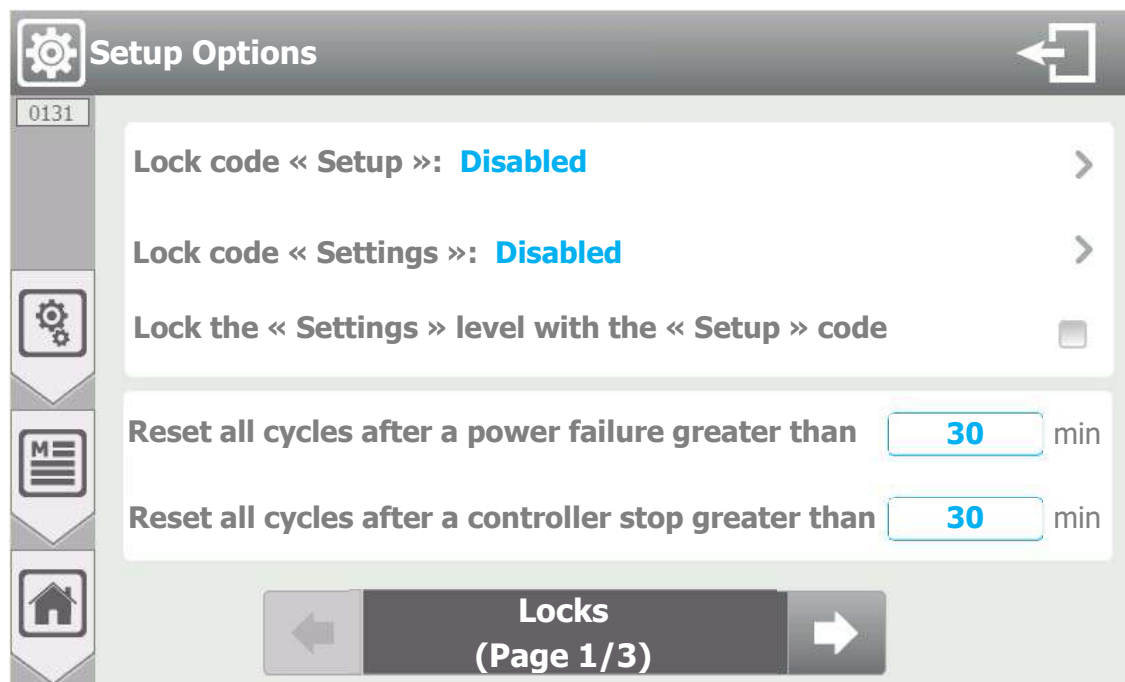 Setup Options
0131
Lock code « Setup »: Disabled
Lock code « Settings »: Disabled
Lock the « Settings » level with the « Setup » code
M
Reset all cycles after a power failure greater than 30 min
Reset all cycles after a controller stop greater than 30 min
Locks
(Page 1/3)